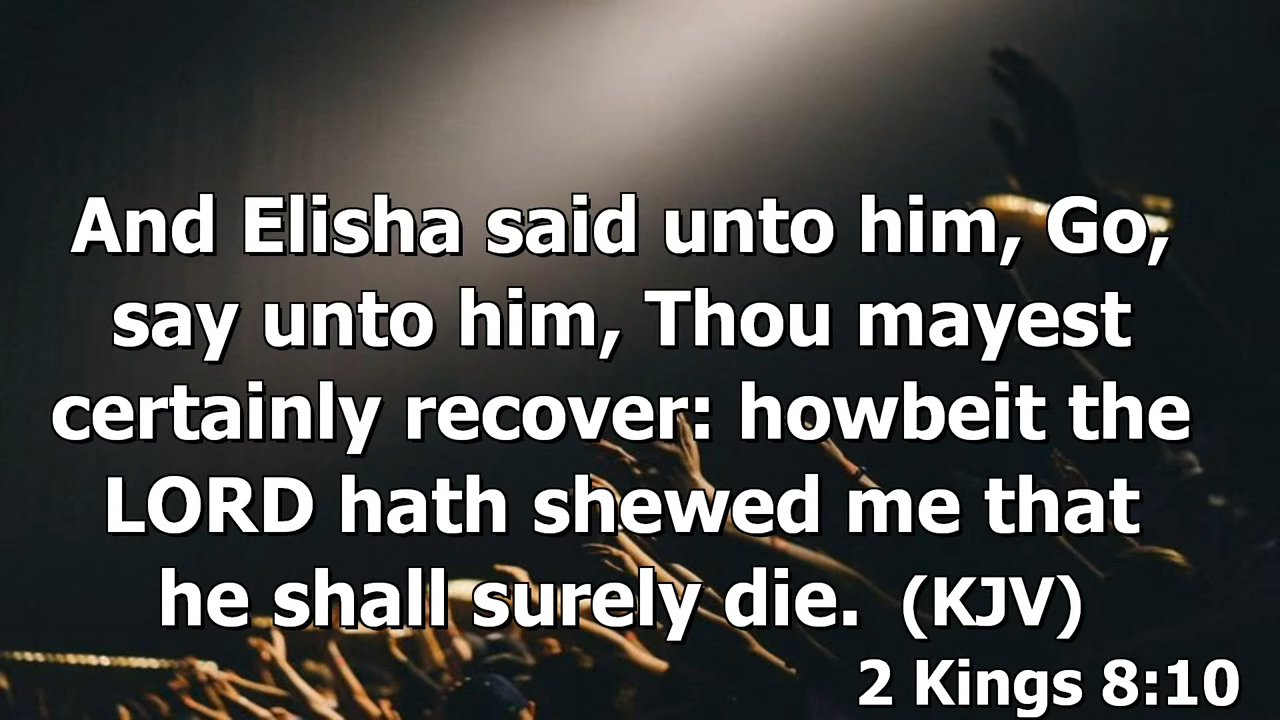 And Elisha said unto him, Go,
say unto him, Thou mayest
certainly recover: howbeit the
LORD hath shewed me that
he shall surely die. (KJV)
2 Kings 8:10